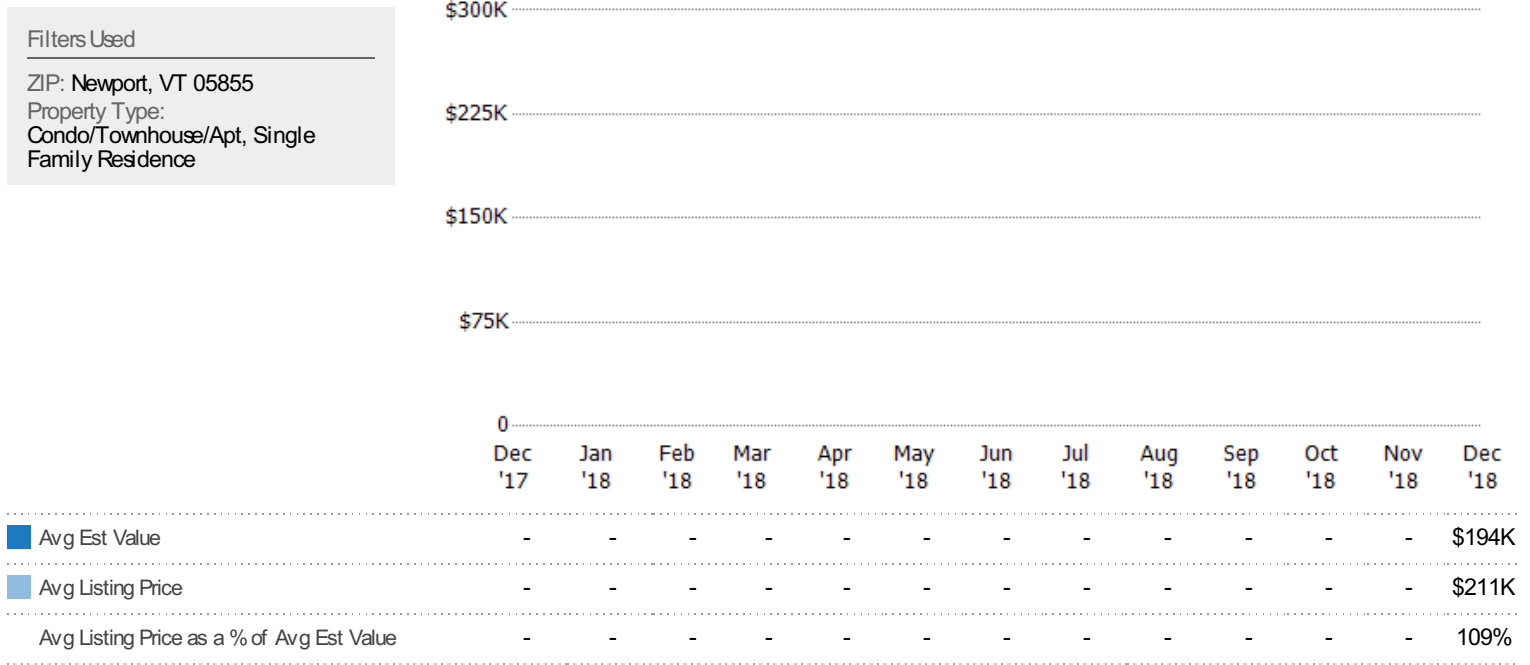 Filters Used
ZIP: Newport, VT 05855
Property Type:
Condo/Townhouse/Apt, Single
Family Residence
$300K
$225K
$150K
$75K
0
Dec Jan Feb Mar Apr May Jun Jul Aug Sep Oct Nov Dec
'17 '18 '18 '18 '18 '18 '18 '18 '18 '18 '18 '18 '18
Avg Est Value - - - - - - - - - - - - $194K
Avg Listing Price - - - - - - - - - - - - $211K
Avg Listing Price as a % of Avg Est Value - - - - - - - - - - - - 109%